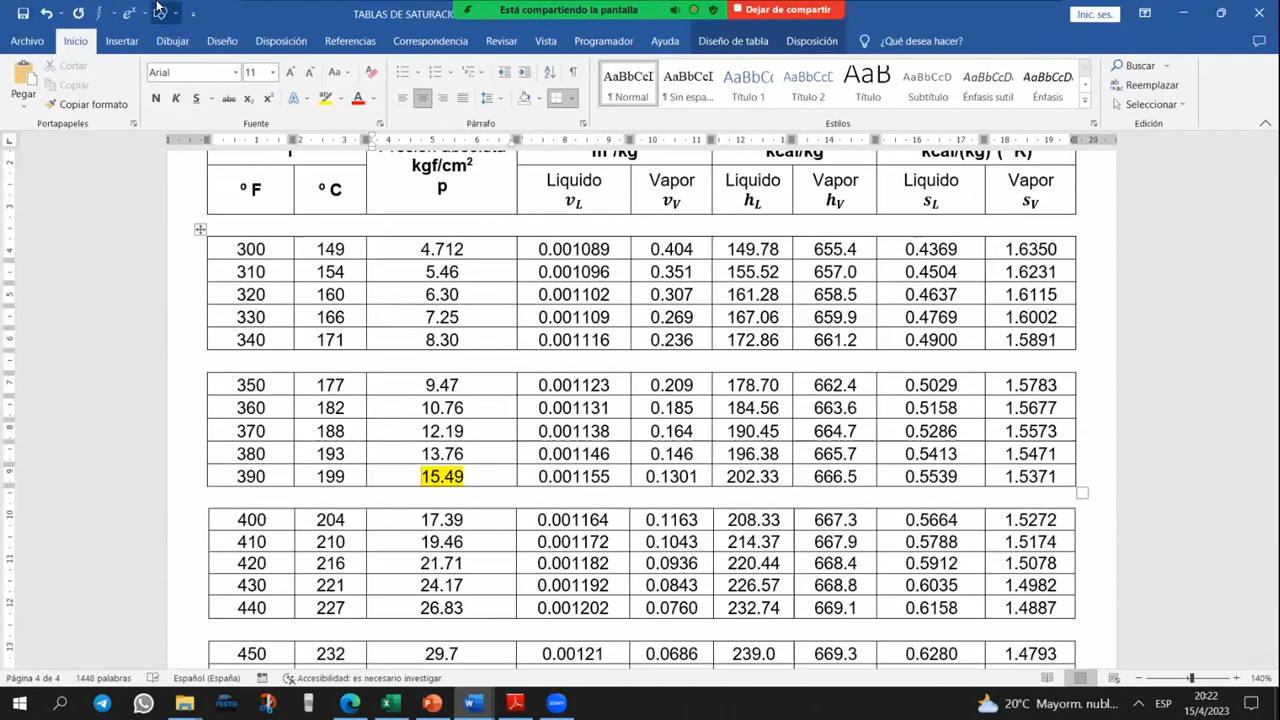 TABLAS DE SATURACIÓ
Está compartiendo la pantalla
Dejar de compartir
Inic. ses.
Archivo Inicio Insertar Dibujar Diseño Disposición Referencias Correspondencia Revisar Vista Programador Ayuda Diseño de tabla Disposición ¿Qué desea hacer?
Pegar
Cortar
Copiar
Copiar formato
Portapapeles
Arial 11
Aa
N K S abc x₂ x²
Fuente
Párrafo
AaBbCcI AaBbCcI AaBbC AaBbCcI AaB AaBbCcD AaBbCcDı
¶ Normal ¶ Sin espa... Título 1 Título 2 Título Subtítulo Énfasis sutil Énfasis
Estilos
Buscar
Reemplazar
Seleccionar
Edición
kgf/cm² m³/kg kcal/kg kcal/(kg) (°K)
º F º C p Liquido Vapor Liquido Vapor Liquido Vapor
v_L v_V h_L h_V s_L s_V
300 149 4.712 0.001089 0.404 149.78 655.4 0.4369 1.6350
310 154 5.46 0.001096 0.351 155.52 657.0 0.4504 1.6231
320 160 6.30 0.001102 0.307 161.28 658.5 0.4637 1.6115
330 166 7.25 0.001109 0.269 167.06 659.9 0.4769 1.6002
340 171 8.30 0.001116 0.236 172.86 661.2 0.4900 1.5891
350 177 9.47 0.001123 0.209 178.70 662.4 0.5029 1.5783
360 182 10.76 0.001131 0.185 184.56 663.6 0.5158 1.5677
370 188 12.19 0.001138 0.164 190.45 664.7 0.5286 1.5573
380 193 13.76 0.001146 0.146 196.38 665.7 0.5413 1.5471
390 199 15.49 0.001155 0.1301 202.33 666.5 0.5539 1.5371
400 204 17.39 0.001164 0.1163 208.33 667.3 0.5664 1.5272
410 210 19.46 0.001172 0.1043 214.37 667.9 0.5788 1.5174
420 216 21.71 0.001182 0.0936 220.44 668.4 0.5912 1.5078
430 221 24.17 0.001192 0.0843 226.57 668.8 0.6035 1.4982
440 227 26.83 0.001202 0.0760 232.74 669.1 0.6158 1.4887
450 232 29.7 0.00121 0.0686 239.0 669.3 0.6280 1.4793
Página 4 de 4 1448 palabras Español (España) Accesibilidad: es necesario investigar 140%
20°C Mayorm. nubl... ESP 20:22
15/4/2023